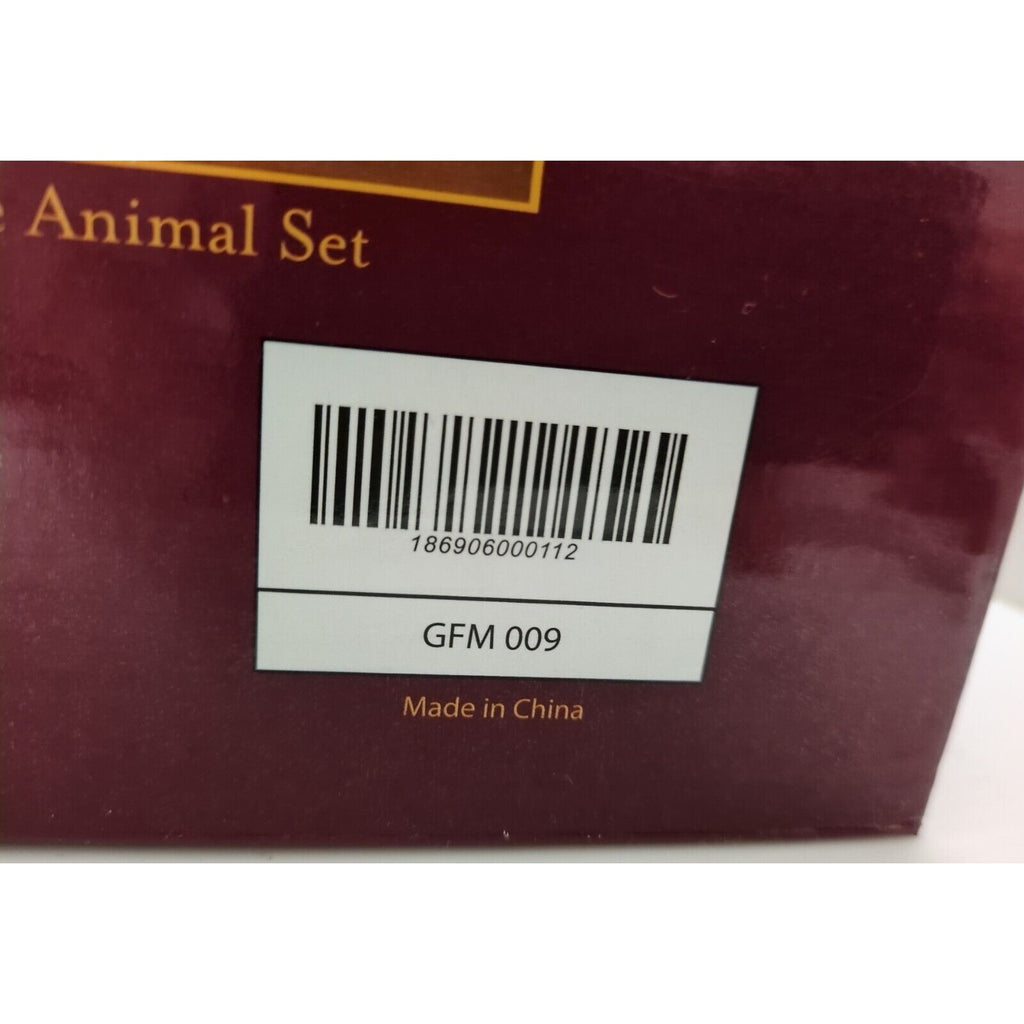 e Animal Set
186906000112
GFM 009
Made in China